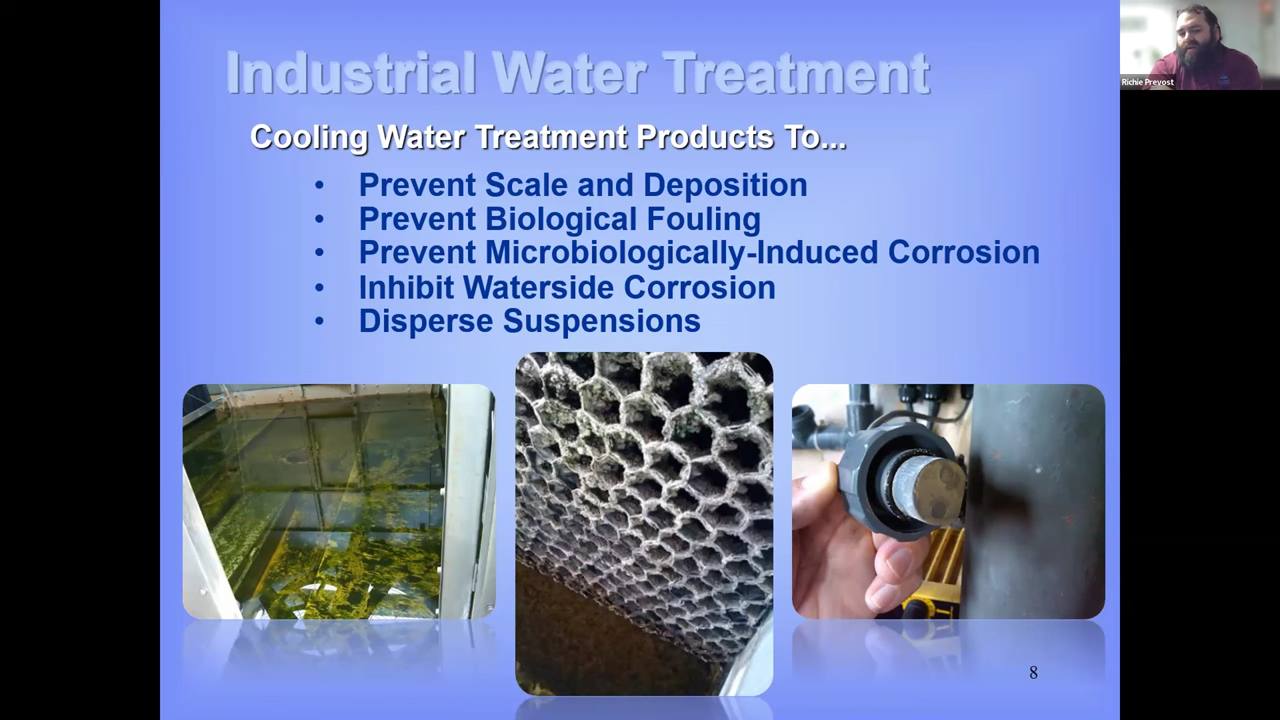 Industrial Water Treatment
Cooling Water Treatment Products To...
• Prevent Scale and Deposition
• Prevent Biological Fouling
• Prevent Microbiologically-Induced Corrosion
• Inhibit Waterside Corrosion
• Disperse Suspensions
8
Richie Prevost